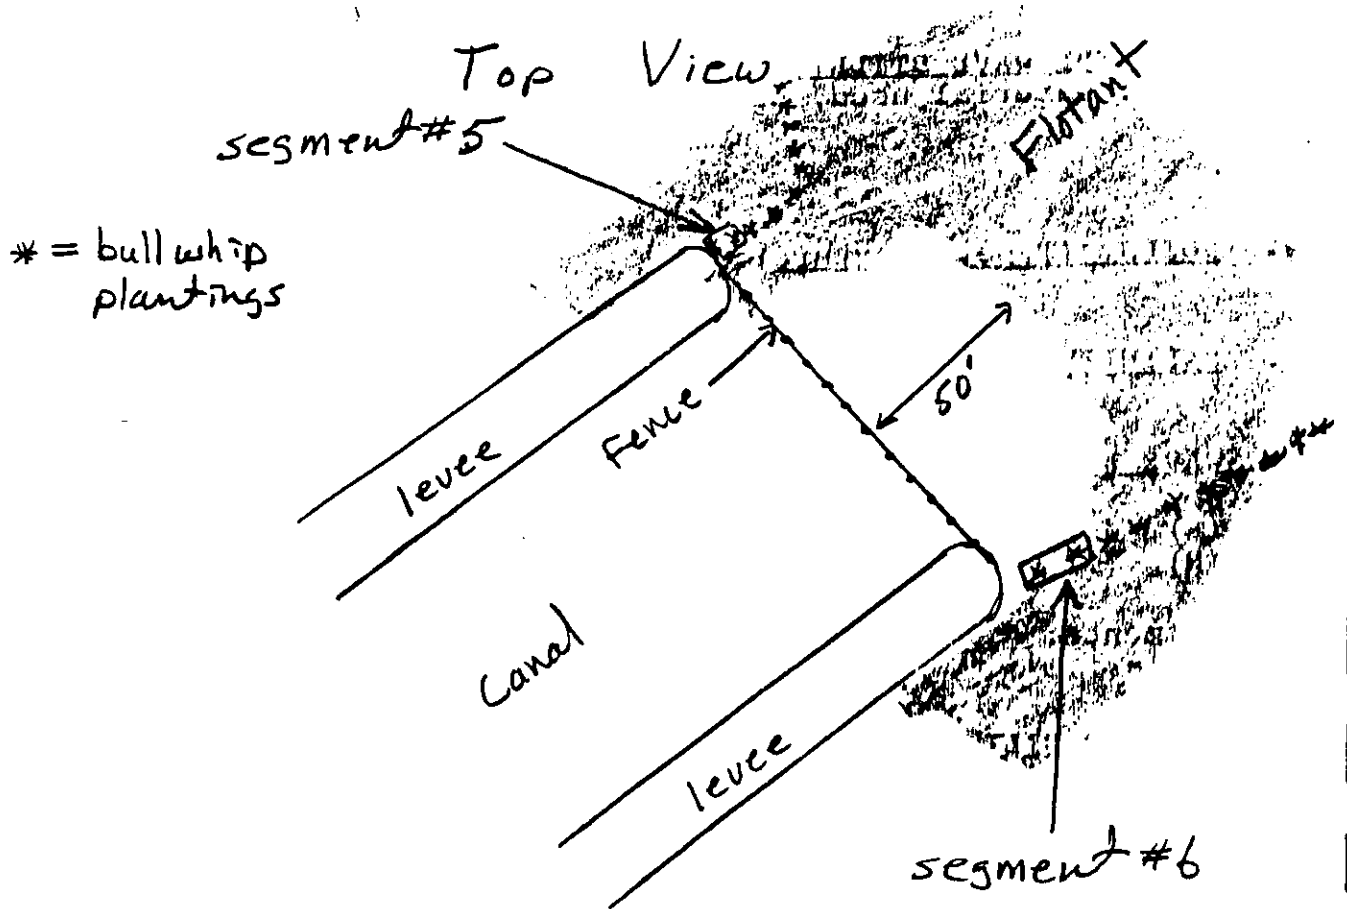 Top View
segment #5
Flotant
* = bullwhip
plantings
50'
Fence
levee
Canal
levee
segment #6